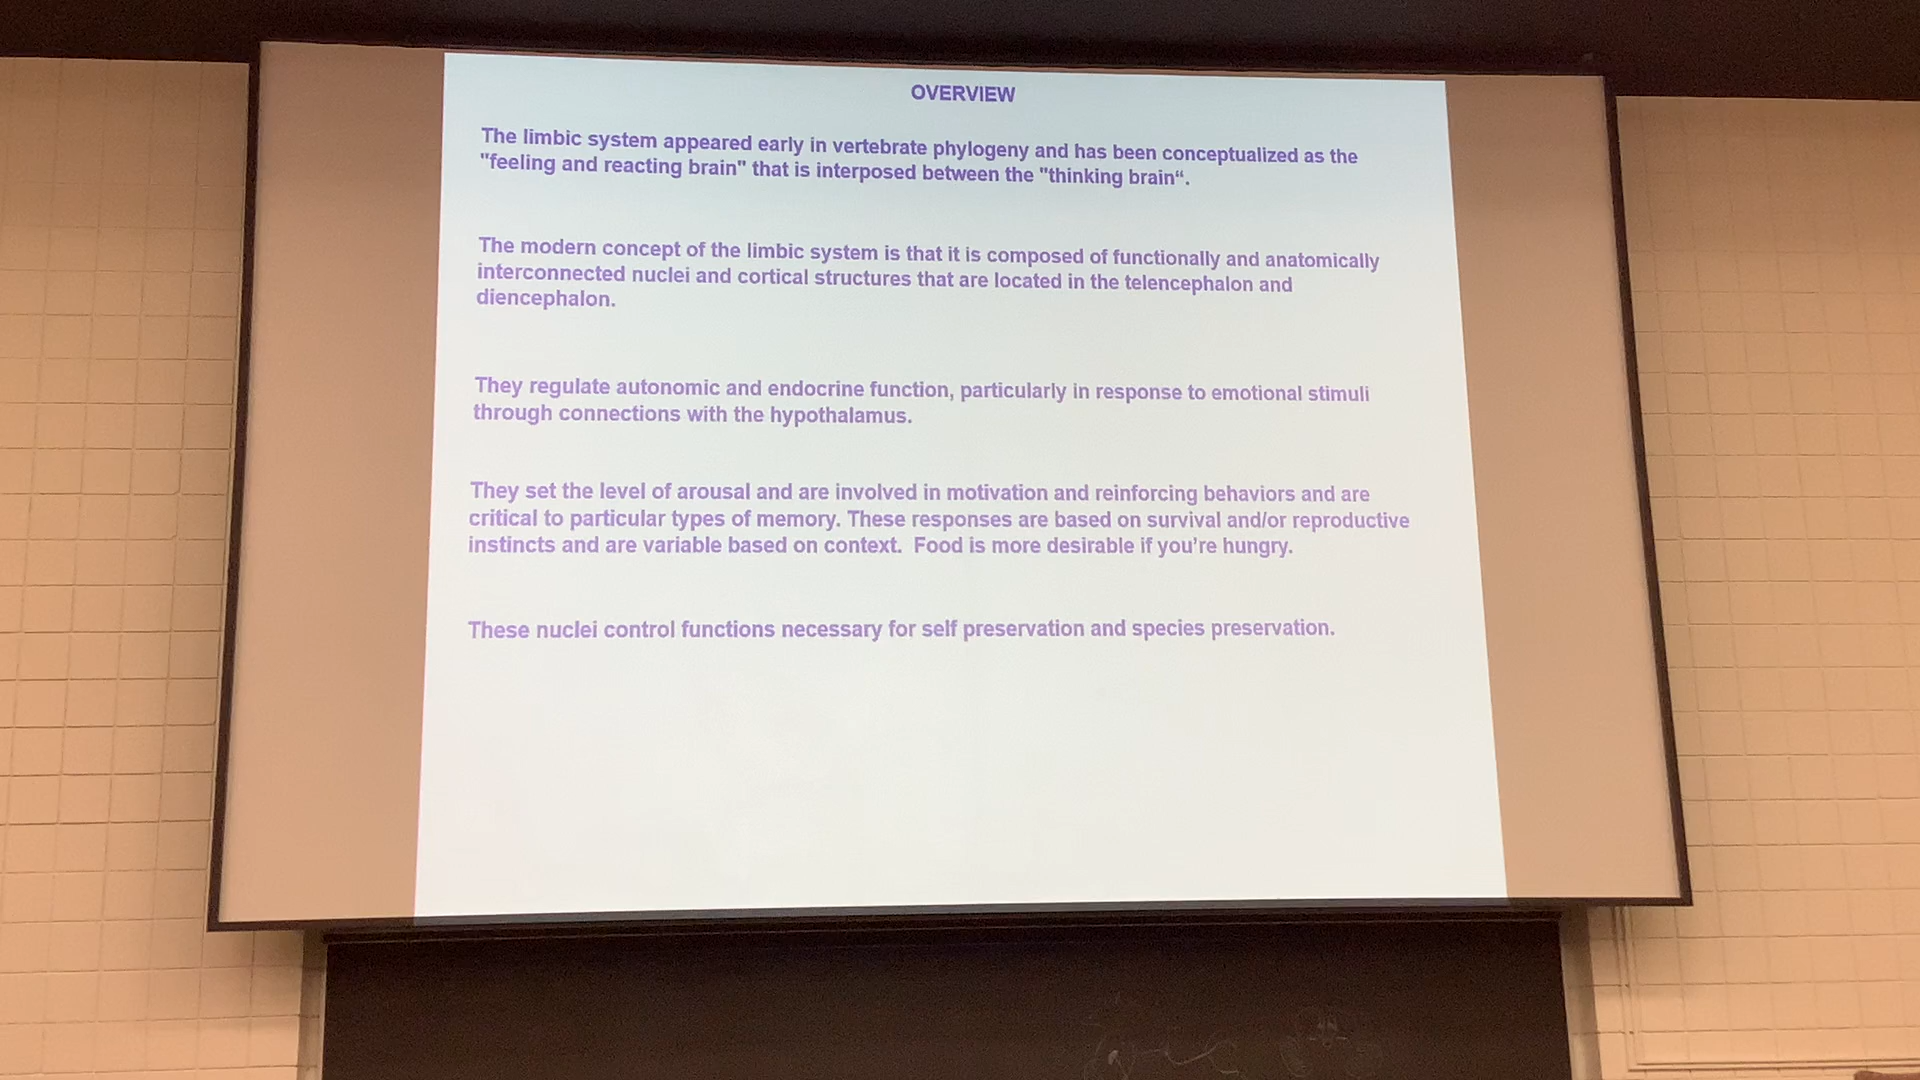 OVERVIEW
The limbic system appeared early in vertebrate phylogeny and has been conceptualized as the
"feeling and reacting brain" that is interposed between the "thinking brain“.
The modern concept of the limbic system is that it is composed of functionally and anatomically
interconnected nuclei and cortical structures that are located in the telencephalon and
diencephalon.
They regulate autonomic and endocrine function, particularly in response to emotional stimuli
through connections with the hypothalamus.
They set the level of arousal and are involved in motivation and reinforcing behaviors and are
critical to particular types of memory. These responses are based on survival and/or reproductive
instincts and are variable based on context.  Food is more desirable if you’re hungry.
These nuclei control functions necessary for self preservation and species preservation.